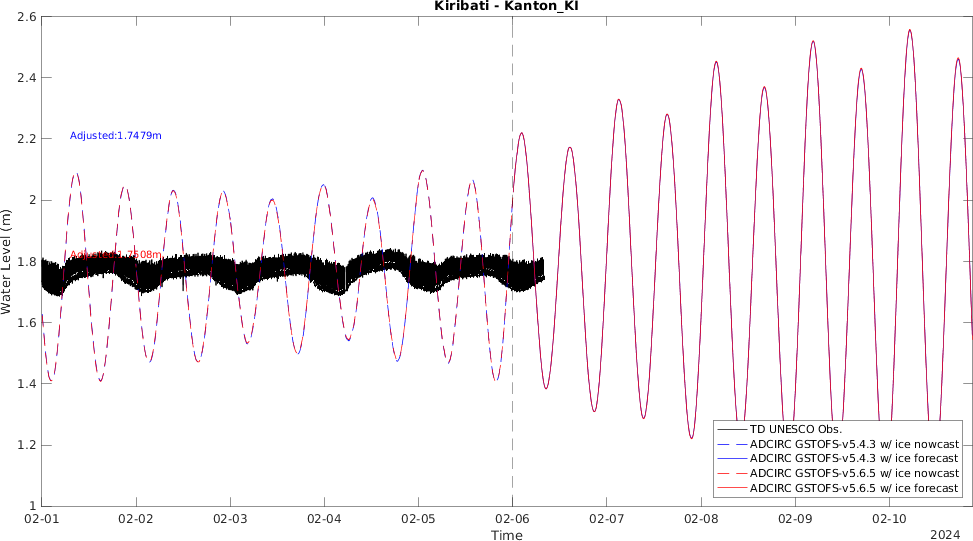 Kiribati - Kanton_KI
2.6
2.4
2.2
2
1.8
1.6
1.4
1.2
1
Water Level (m)
Adjusted:1.7479m
Adjusted:1.7508m
TD UNESCO Obs.
ADCIRC GSTOFS-v5.4.3 w/ ice nowcast
ADCIRC GSTOFS-v5.4.3 w/ ice forecast
ADCIRC GSTOFS-v5.6.5 w/ ice nowcast
ADCIRC GSTOFS-v5.6.5 w/ ice forecast
02-01 02-02 02-03 02-04 02-05 02-06 02-07 02-08 02-09 02-10
Time
2024